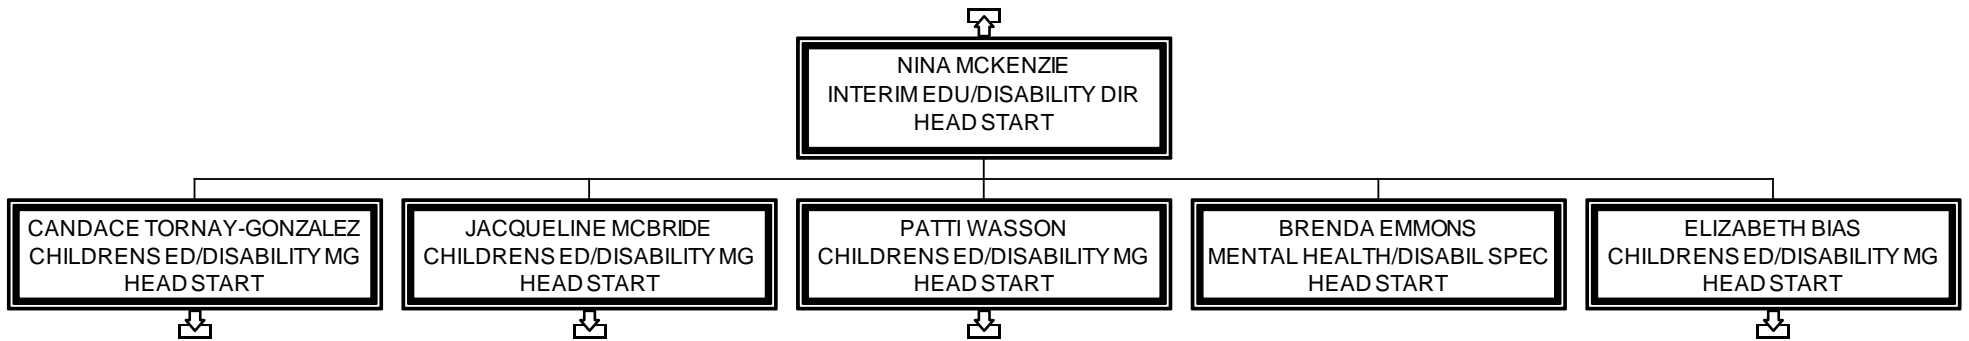 NINA MCKENZIE
INTERIM EDU/DISABILITY DIR
HEAD START
CANDACE TORNAY-GONZALEZ
CHILDRENS ED/DISABILITY MG
HEAD START
JACQUELINE MCBRIDE
CHILDRENS ED/DISABILITY MG
HEAD START
PATTI WASSON
CHILDRENS ED/DISABILITY MG
HEAD START
BRENDA EMMONS
MENTAL HEALTH/DISABIL SPEC
HEAD START
ELIZABETH BIAS
CHILDRENS ED/DISABILITY MG
HEAD START